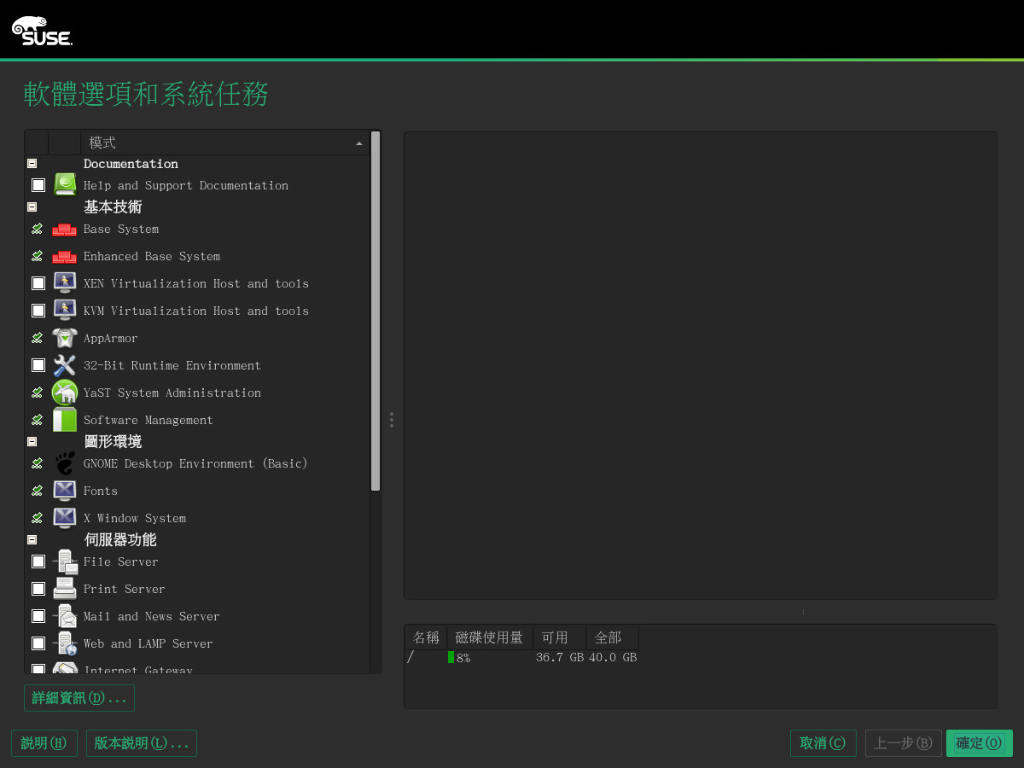 SUSE.
軟體選項和系統任務
模式
Documentation
Help and Support Documentation
基本技術
Base System
Enhanced Base System
XEN Virtualization Host and tools
KVM Virtualization Host and tools
AppArmor
32-Bit Runtime Environment
YaST System Administration
Software Management
圖形環境
GNOME Desktop Environment (Basic)
Fonts
X Window System
伺服器功能
File Server
Print Server
Mail and News Server
Web and LAMP Server
Internet Gateway
名稱 磁碟使用量 可用 全部
/ 8% 36.7 GB 40.0 GB
詳細資訊(D)...
說明(H) 版本說明(L)... 取消(C) 上一步(B) 確定(O)